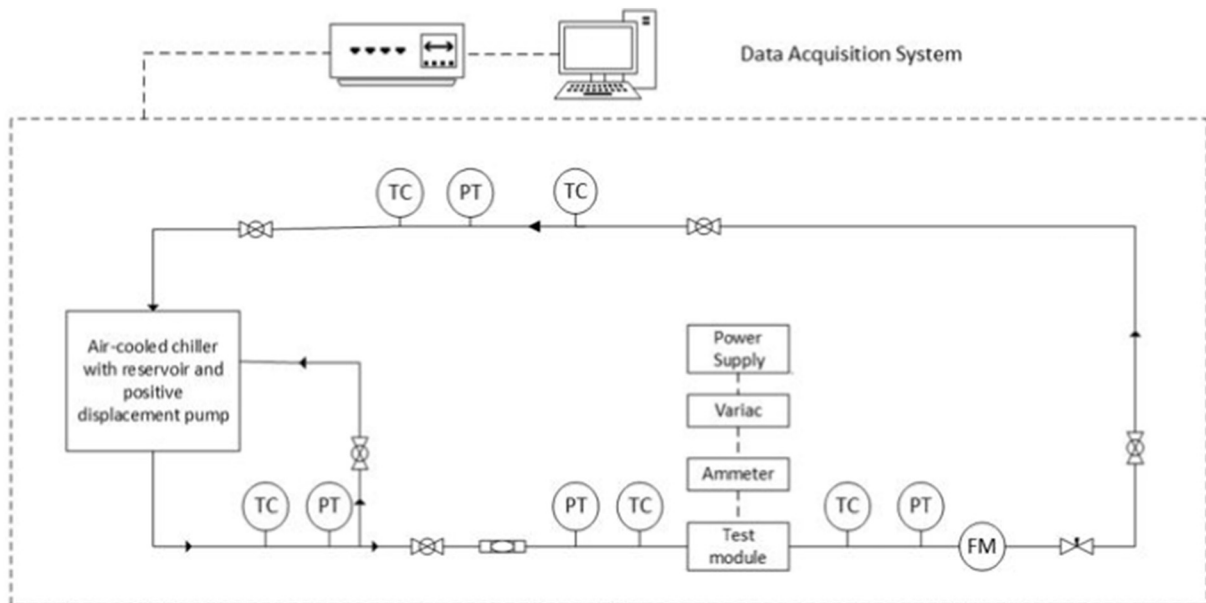 Data Acquisition System
TC
PT
TC
Air-cooled chiller
with reservoir and
positive
displacement pump
Power
Supply
Variac
Ammeter
TC
PT
PT
TC
Test
module
TC
PT
FM